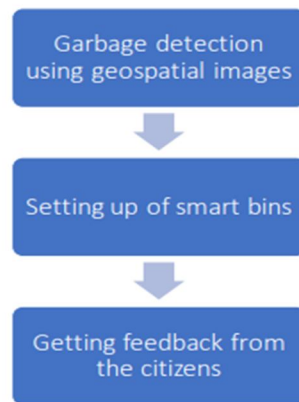 Garbage detection
using geospatial images
Setting up of smart bins
Getting feedback from
the citizens